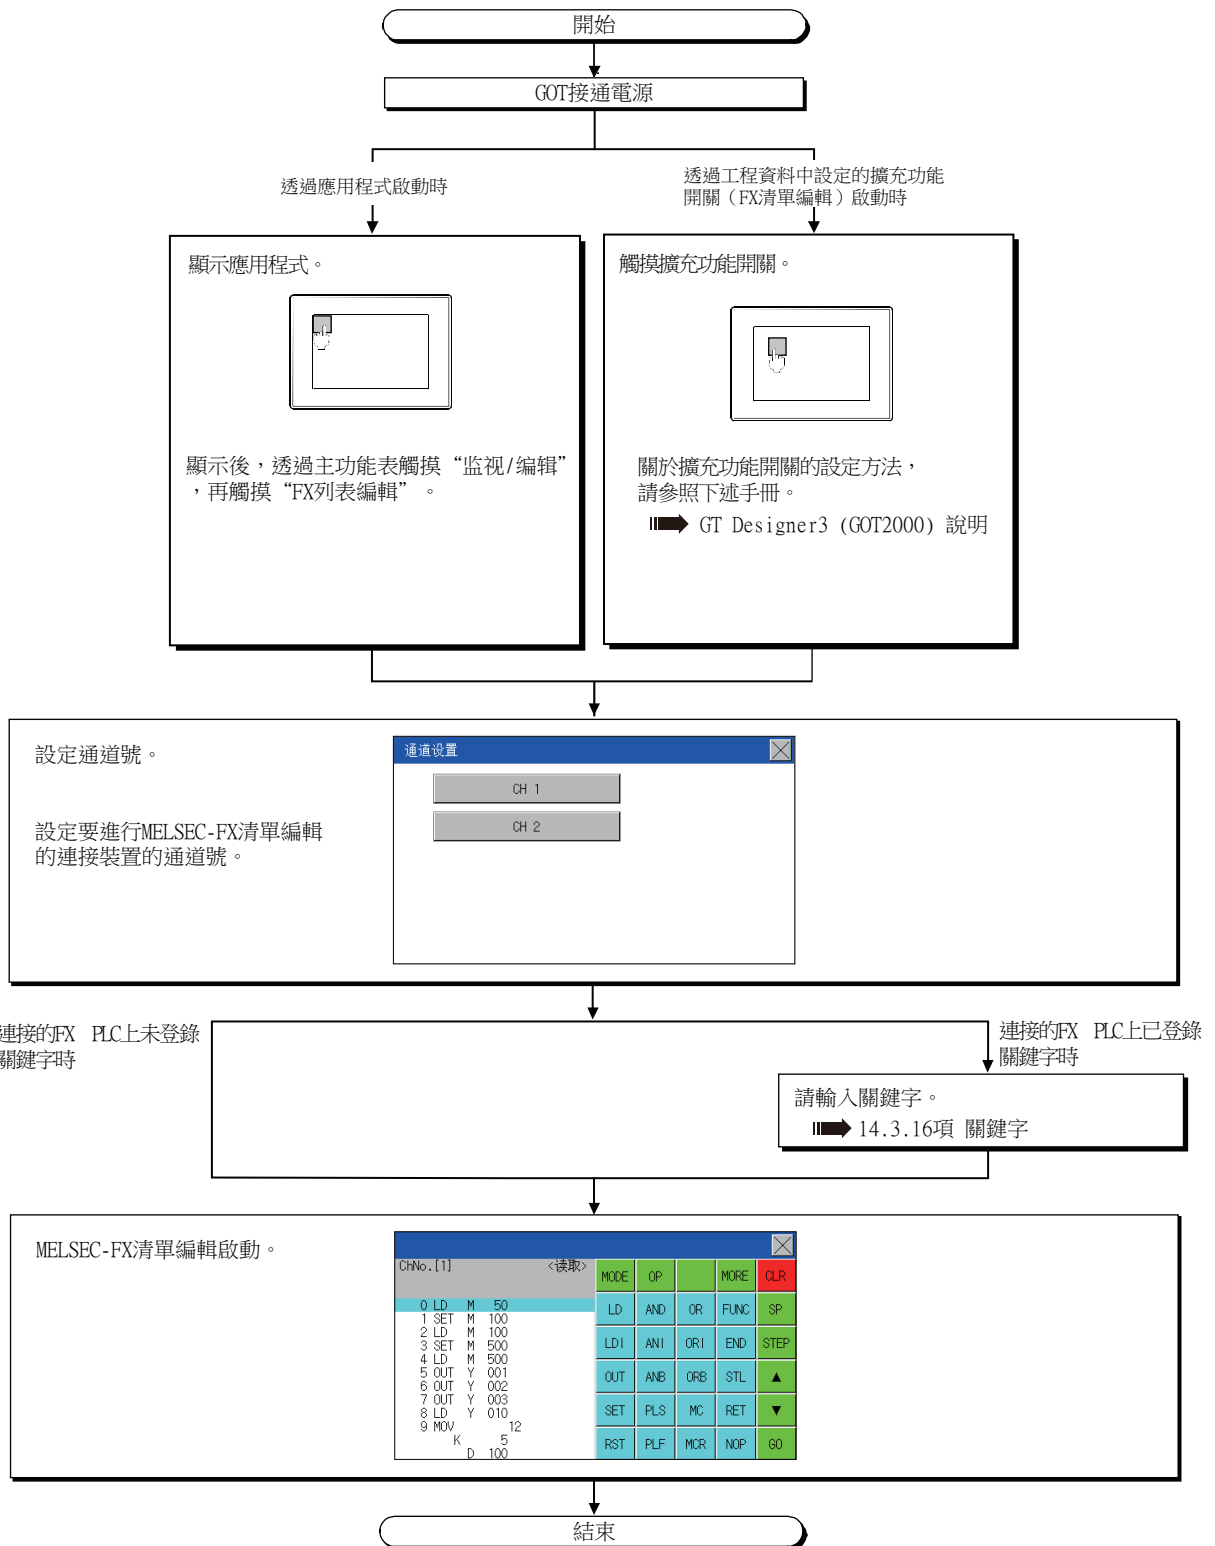 開始
GOT接通電源
透過應用程式啟動時
透過工程資料中設定的擴充功能
開關（FX清單編輯）啟動時
顯示應用程式。
顯示後，透過主功能表觸摸“监视/编辑”
，再觸摸“FX列表編輯”。
觸摸擴充功能開關。
關於擴充功能開關的設定方法，
請參照下述手冊。
GT Designer3 (GOT2000) 說明
設定通道號。
設定要進行MELSEC-FX清單編輯
的連接裝置的通道號。
通道设置
CH 1
CH 2
連接的FX PLC上未登錄
關鍵字時
連接的FX PLC上已登錄
關鍵字時
請輸入關鍵字。
14.3.16項 關鍵字
MELSEC-FX清單編輯啟動。
ChNo.[1] <读取>
0 LD M 50
1 SET M 100
2 LD M 100
3 SET M 500
4 LD M 500
5 OUT Y 001
6 OUT Y 002
7 OUT Y 003
8 LD Y 010
9 MOV 12
K 5
D 100
MODE OP MORE CLR
LD AND OR FUNC SP
LDI ANI ORI END STEP
OUT ANB ORB STL ▲
SET PLS MC RET ▼
RST PLF MCR NOP GO
結束